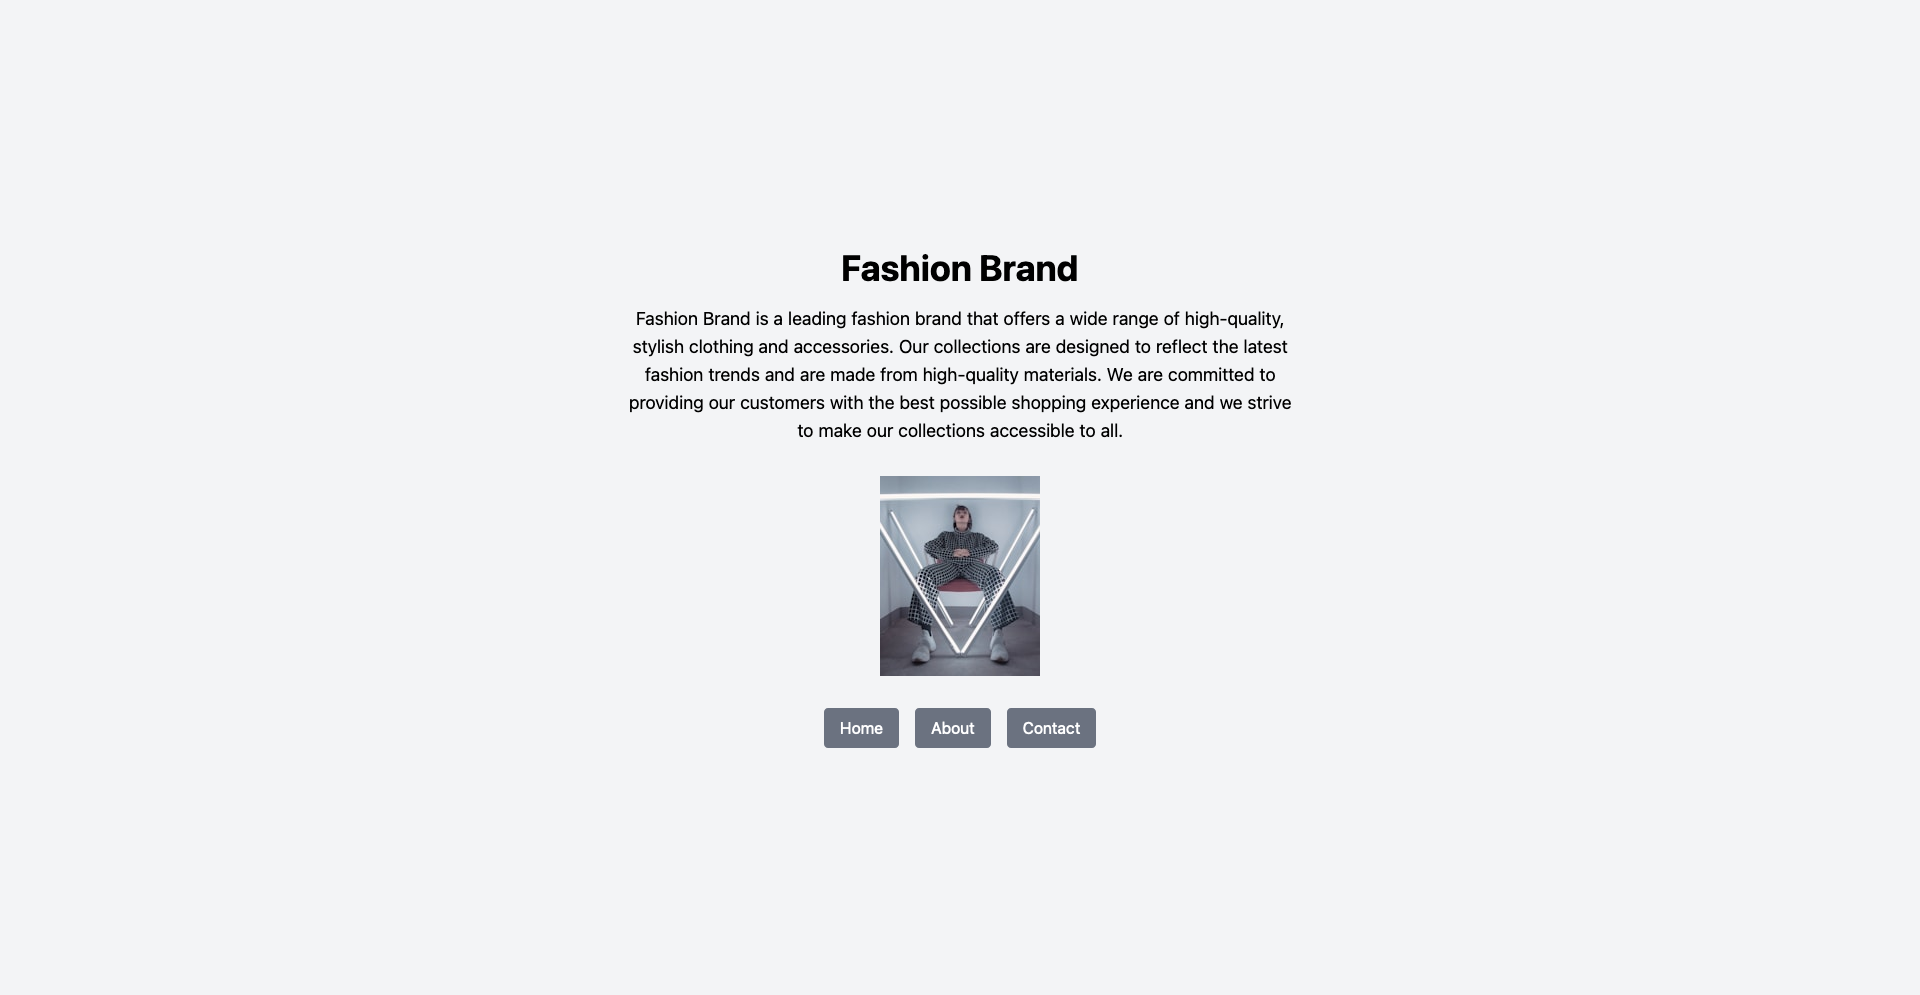 Fashion Brand
Fashion Brand is a leading fashion brand that offers a wide range of high-quality,
stylish clothing and accessories. Our collections are designed to reflect the latest
fashion trends and are made from high-quality materials. We are committed to
providing our customers with the best possible shopping experience and we strive
to make our collections accessible to all.
Home About Contact